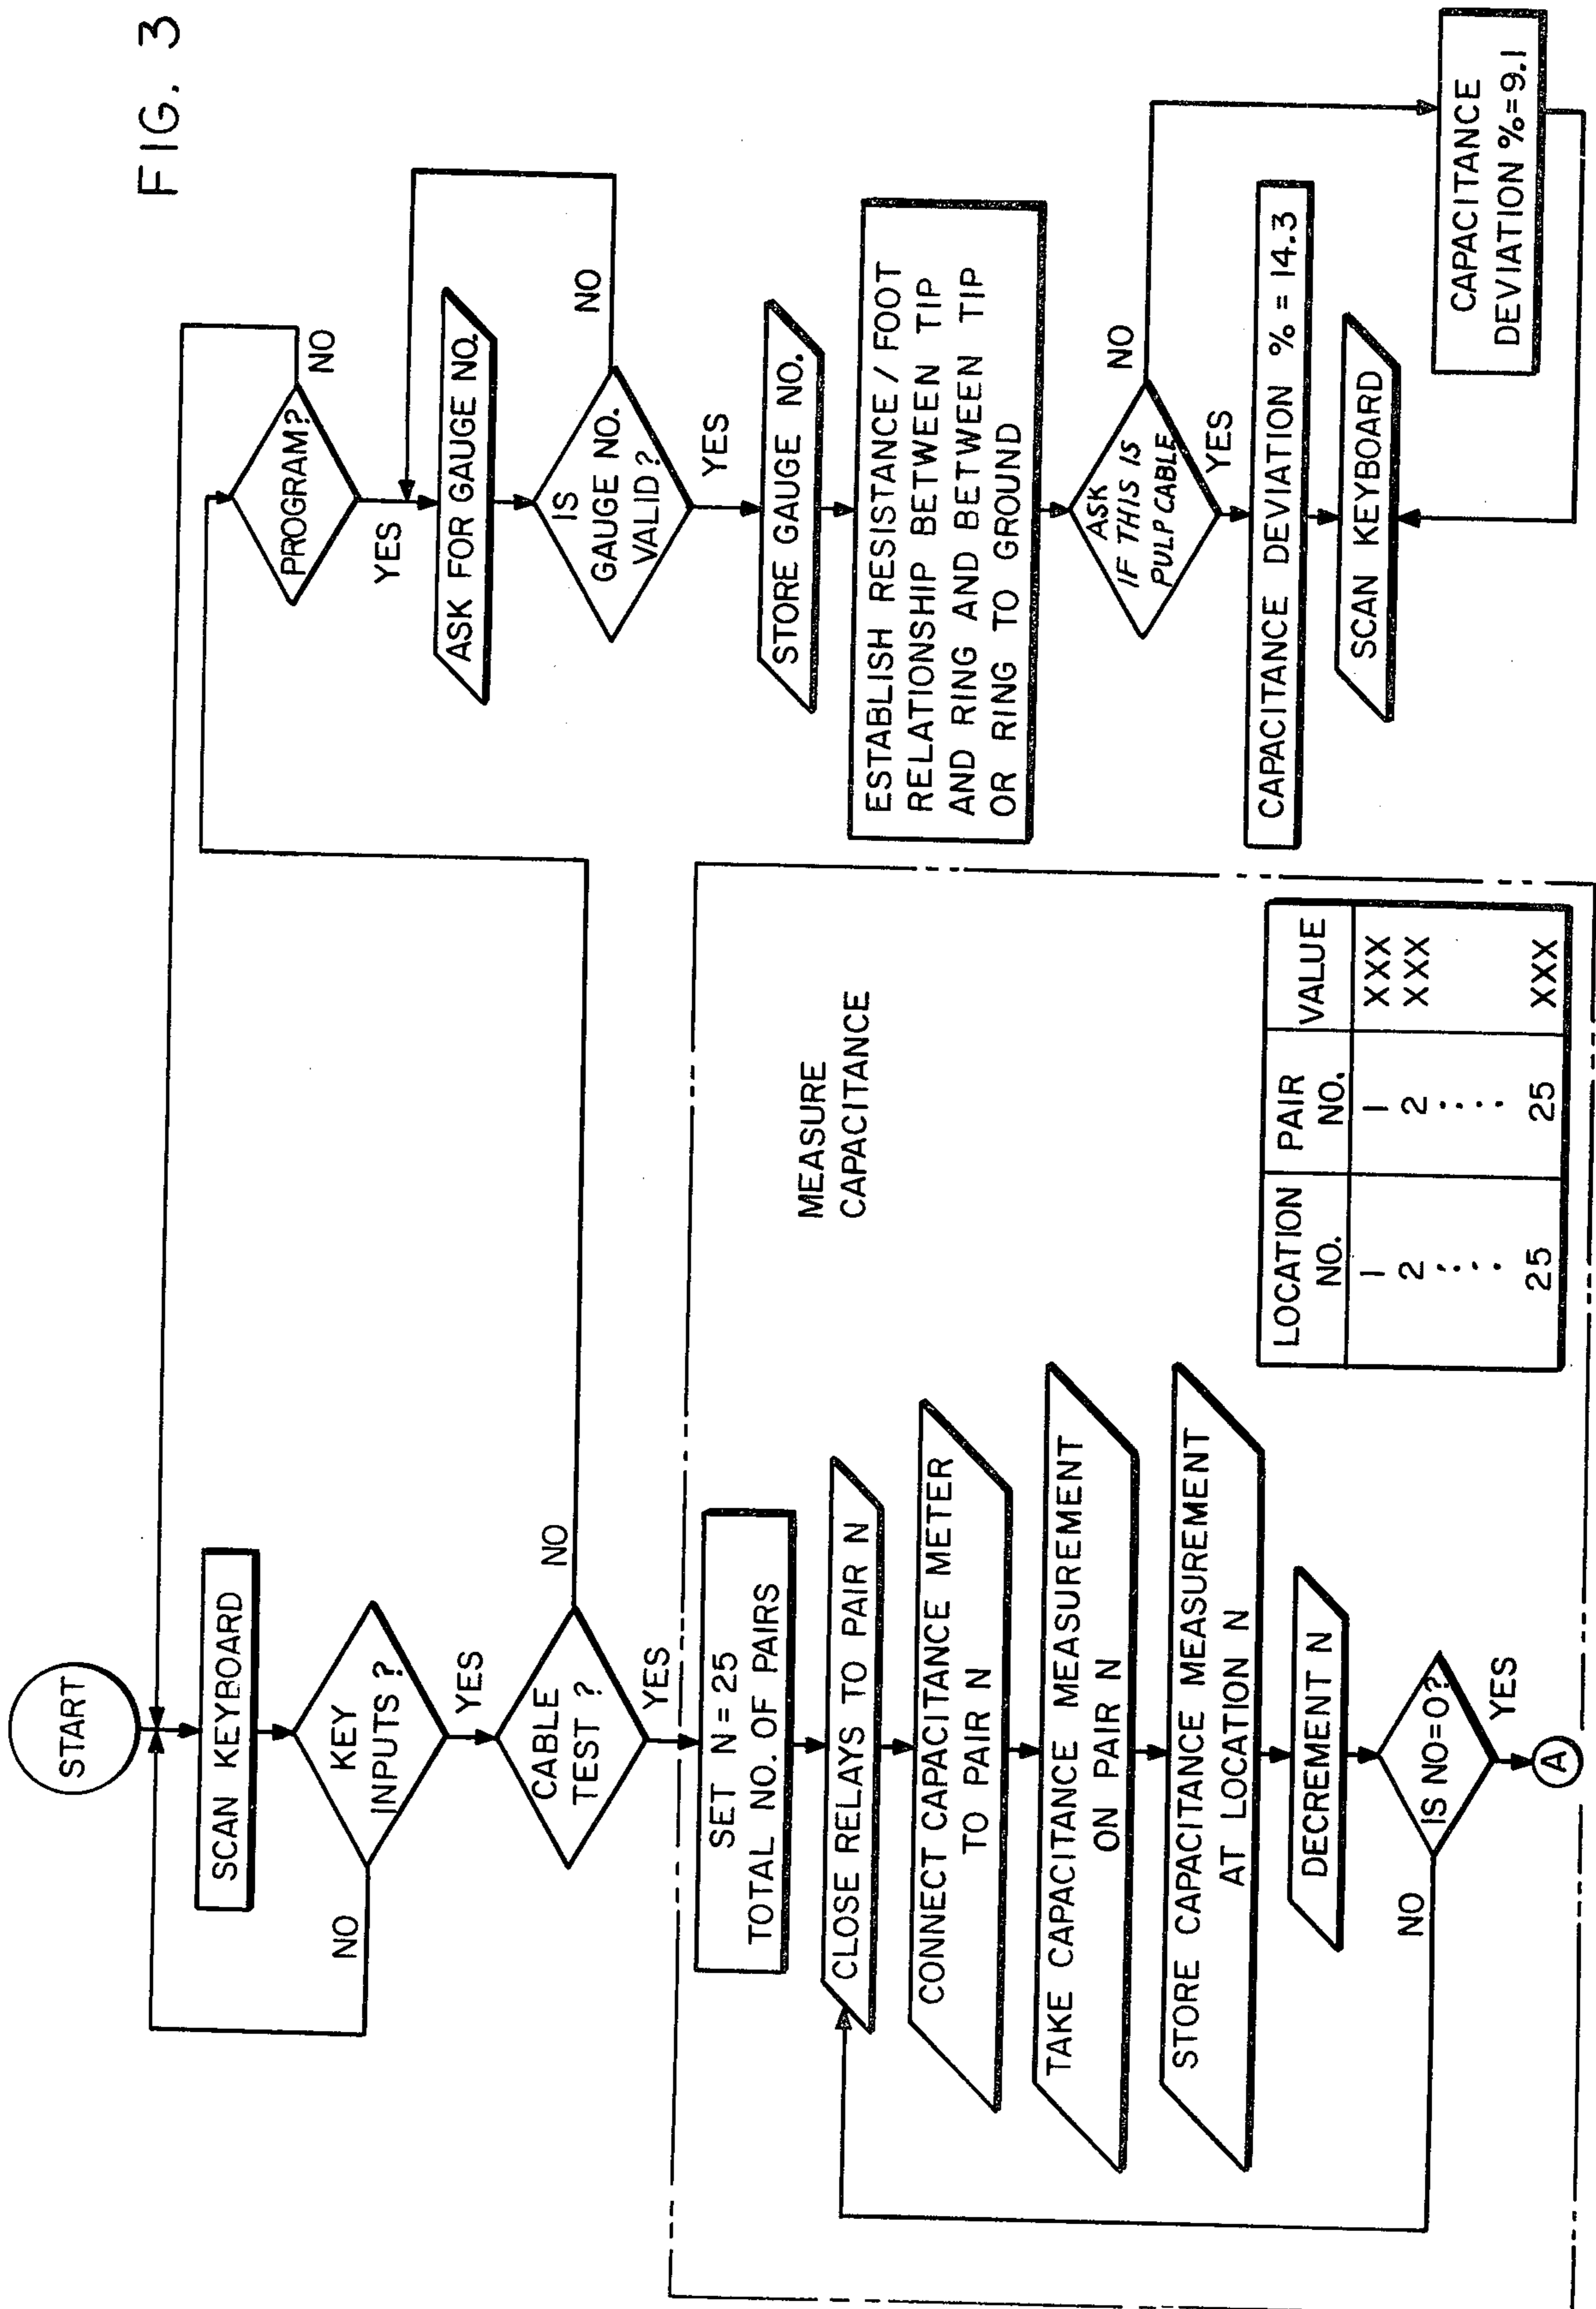 FIG. 3
START
SCAN KEYBOARD
KEY
INPUTS?
NO
YES
CABLE
TEST?
NO
YES
SET N = 25
TOTAL NO. OF PAIRS
CLOSE RELAYS TO PAIR N
CONNECT CAPACITANCE METER
TO PAIR N
TAKE CAPACITANCE MEASUREMENT
ON PAIR N
STORE CAPACITANCE MEASUREMENT
AT LOCATION N
DECREMENT N
IS NO=0?
NO
YES
A
MEASURE
CAPACITANCE
LOCATION NO. PAIR NO. VALUE
1 1 XXX
2 2 XXX
25 25 XXX
PROGRAM?
NO
YES
ASK FOR GAUGE NO.
IS
GAUGE NO.
VALID?
NO
YES
STORE GAUGE NO.
ESTABLISH RESISTANCE/FOOT
RELATIONSHIP BETWEEN TIP
AND RING AND BETWEEN TIP
OR RING TO GROUND
ASK
IF THIS IS
PULP CABLE
NO
YES
CAPACITANCE DEVIATION % = 14.3
SCAN KEYBOARD
CAPACITANCE
DEVIATION %=9.1